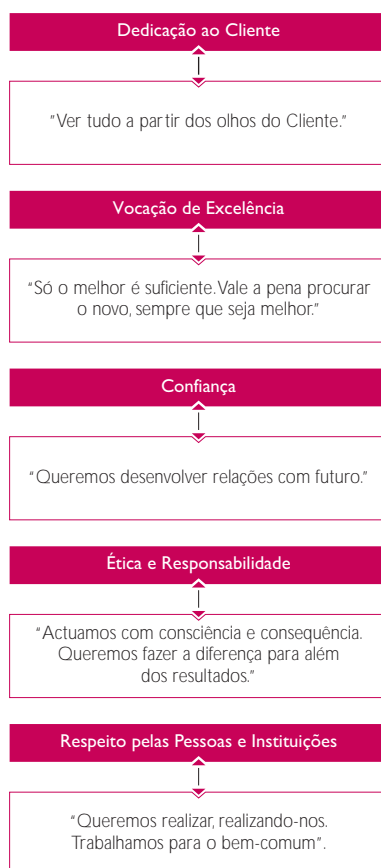 Dedicação ao Cliente
"Ver tudo a partir dos olhos do Cliente."
Vocação de Excelência
"Só o melhor é suficiente. Vale a pena procurar
o novo, sempre que seja melhor."
Confiança
"Queremos desenvolver relações com futuro."
Ética e Responsabilidade
"Actuamos com consciência e consequência.
Queremos fazer a diferença para além
dos resultados."
Respeito pelas Pessoas e Instituições
"Queremos realizar, realizando-nos.
Trabalhamos para o bem-comum".